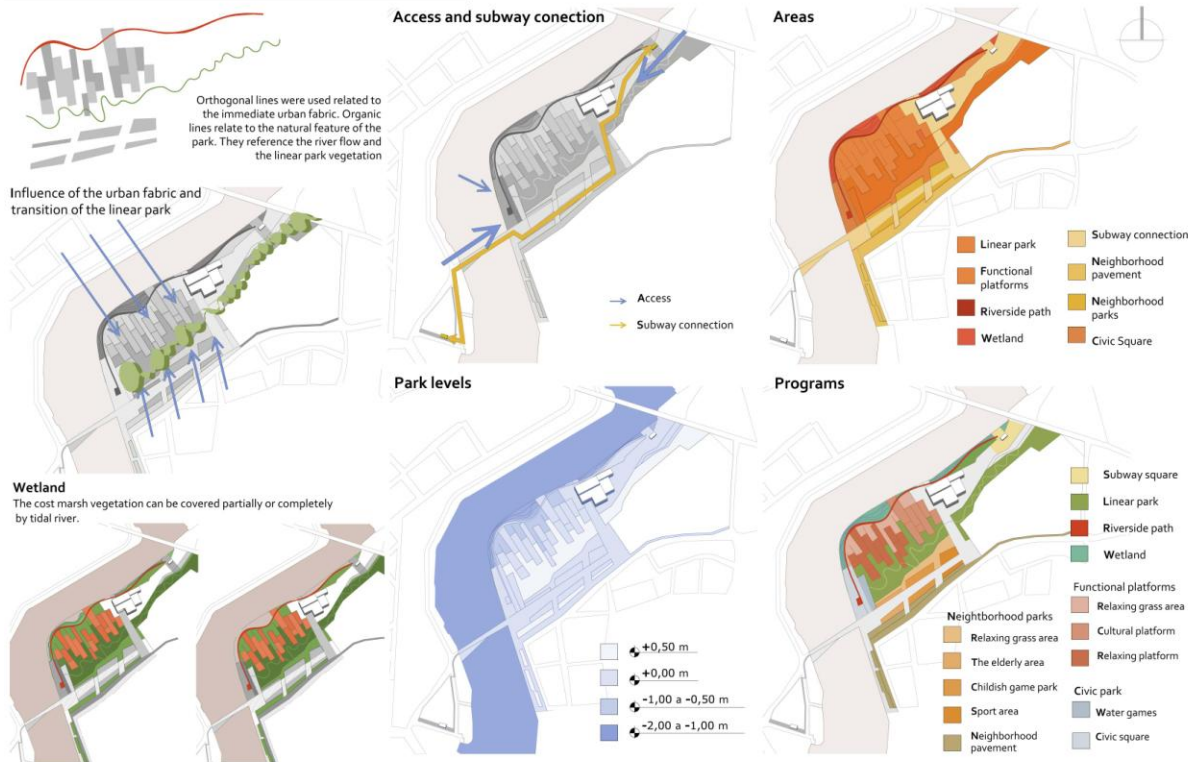 Orthogonal lines were used related to
the immediate urban fabric. Organic
lines relate to the natural feature of the
park. They reference the river flow and
the linear park vegetation
Influence of the urban fabric and
transition of the linear park
Wetland
The cost marsh vegetation can be covered partially or completely
by tidal river.
Access and subway conection
Access
Subway connection
Areas
Linear park
Functional
platforms
Riverside path
Wetland
Subway connection
Neighborhood
pavement
Neighborhood
parks
Civic Square
Park levels
+0,50 m
+0,00 m
-1,00 a -0,50 m
-2,00 a -1,00 m
Programs
Subway square
Linear park
Riverside path
Wetland
Functional platforms
Relaxing grass area
Cultural platform
Relaxing platform
Neightborhood parks
Relaxing grass area
The elderly area
Childish game park
Sport area
Neighborhood
pavement
Civic park
Water games
Civic square